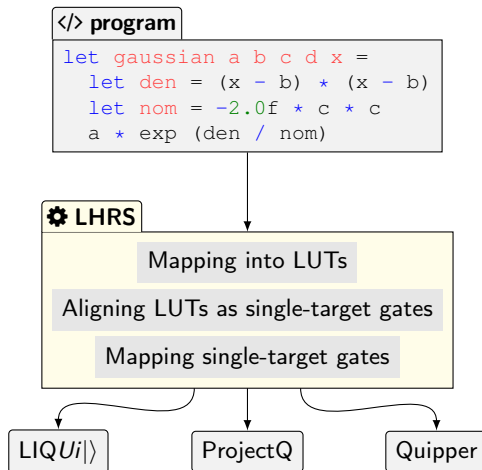 </> program
let gaussian a b c d x =
let den = (x - b) * (x - b)
let nom = -2.0f * c * c
a * exp (den / nom)
LHRS
Mapping into LUTs
Aligning LUTs as single-target gates
Mapping single-target gates
LIQUi|⟩ ProjectQ Quipper